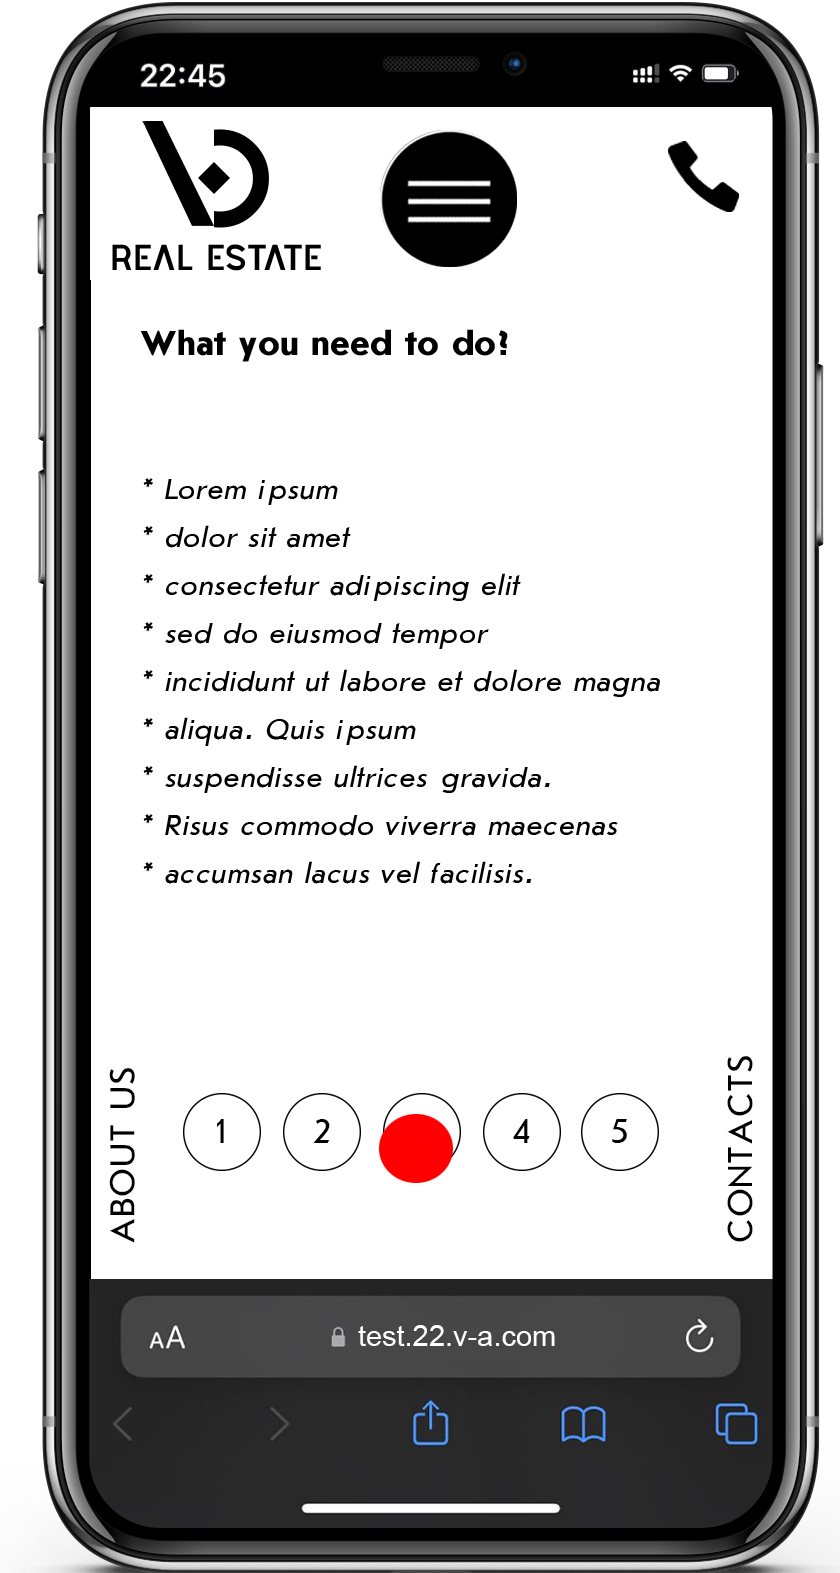 22:45
REAL ESTATE
What you need to do?
* Lorem ipsum
* dolor sit amet
* consectetur adipiscing elit
* sed do eiusmod tempor
* incididunt ut labore et dolore magna
* aliqua. Quis ipsum
* suspendisse ultrices gravida.
* Risus commodo viverra maecenas
* accumsan lacus vel facilisis.
ABOUT US
1 2 4 5
CONTACTS
AA test.22.v-a.com